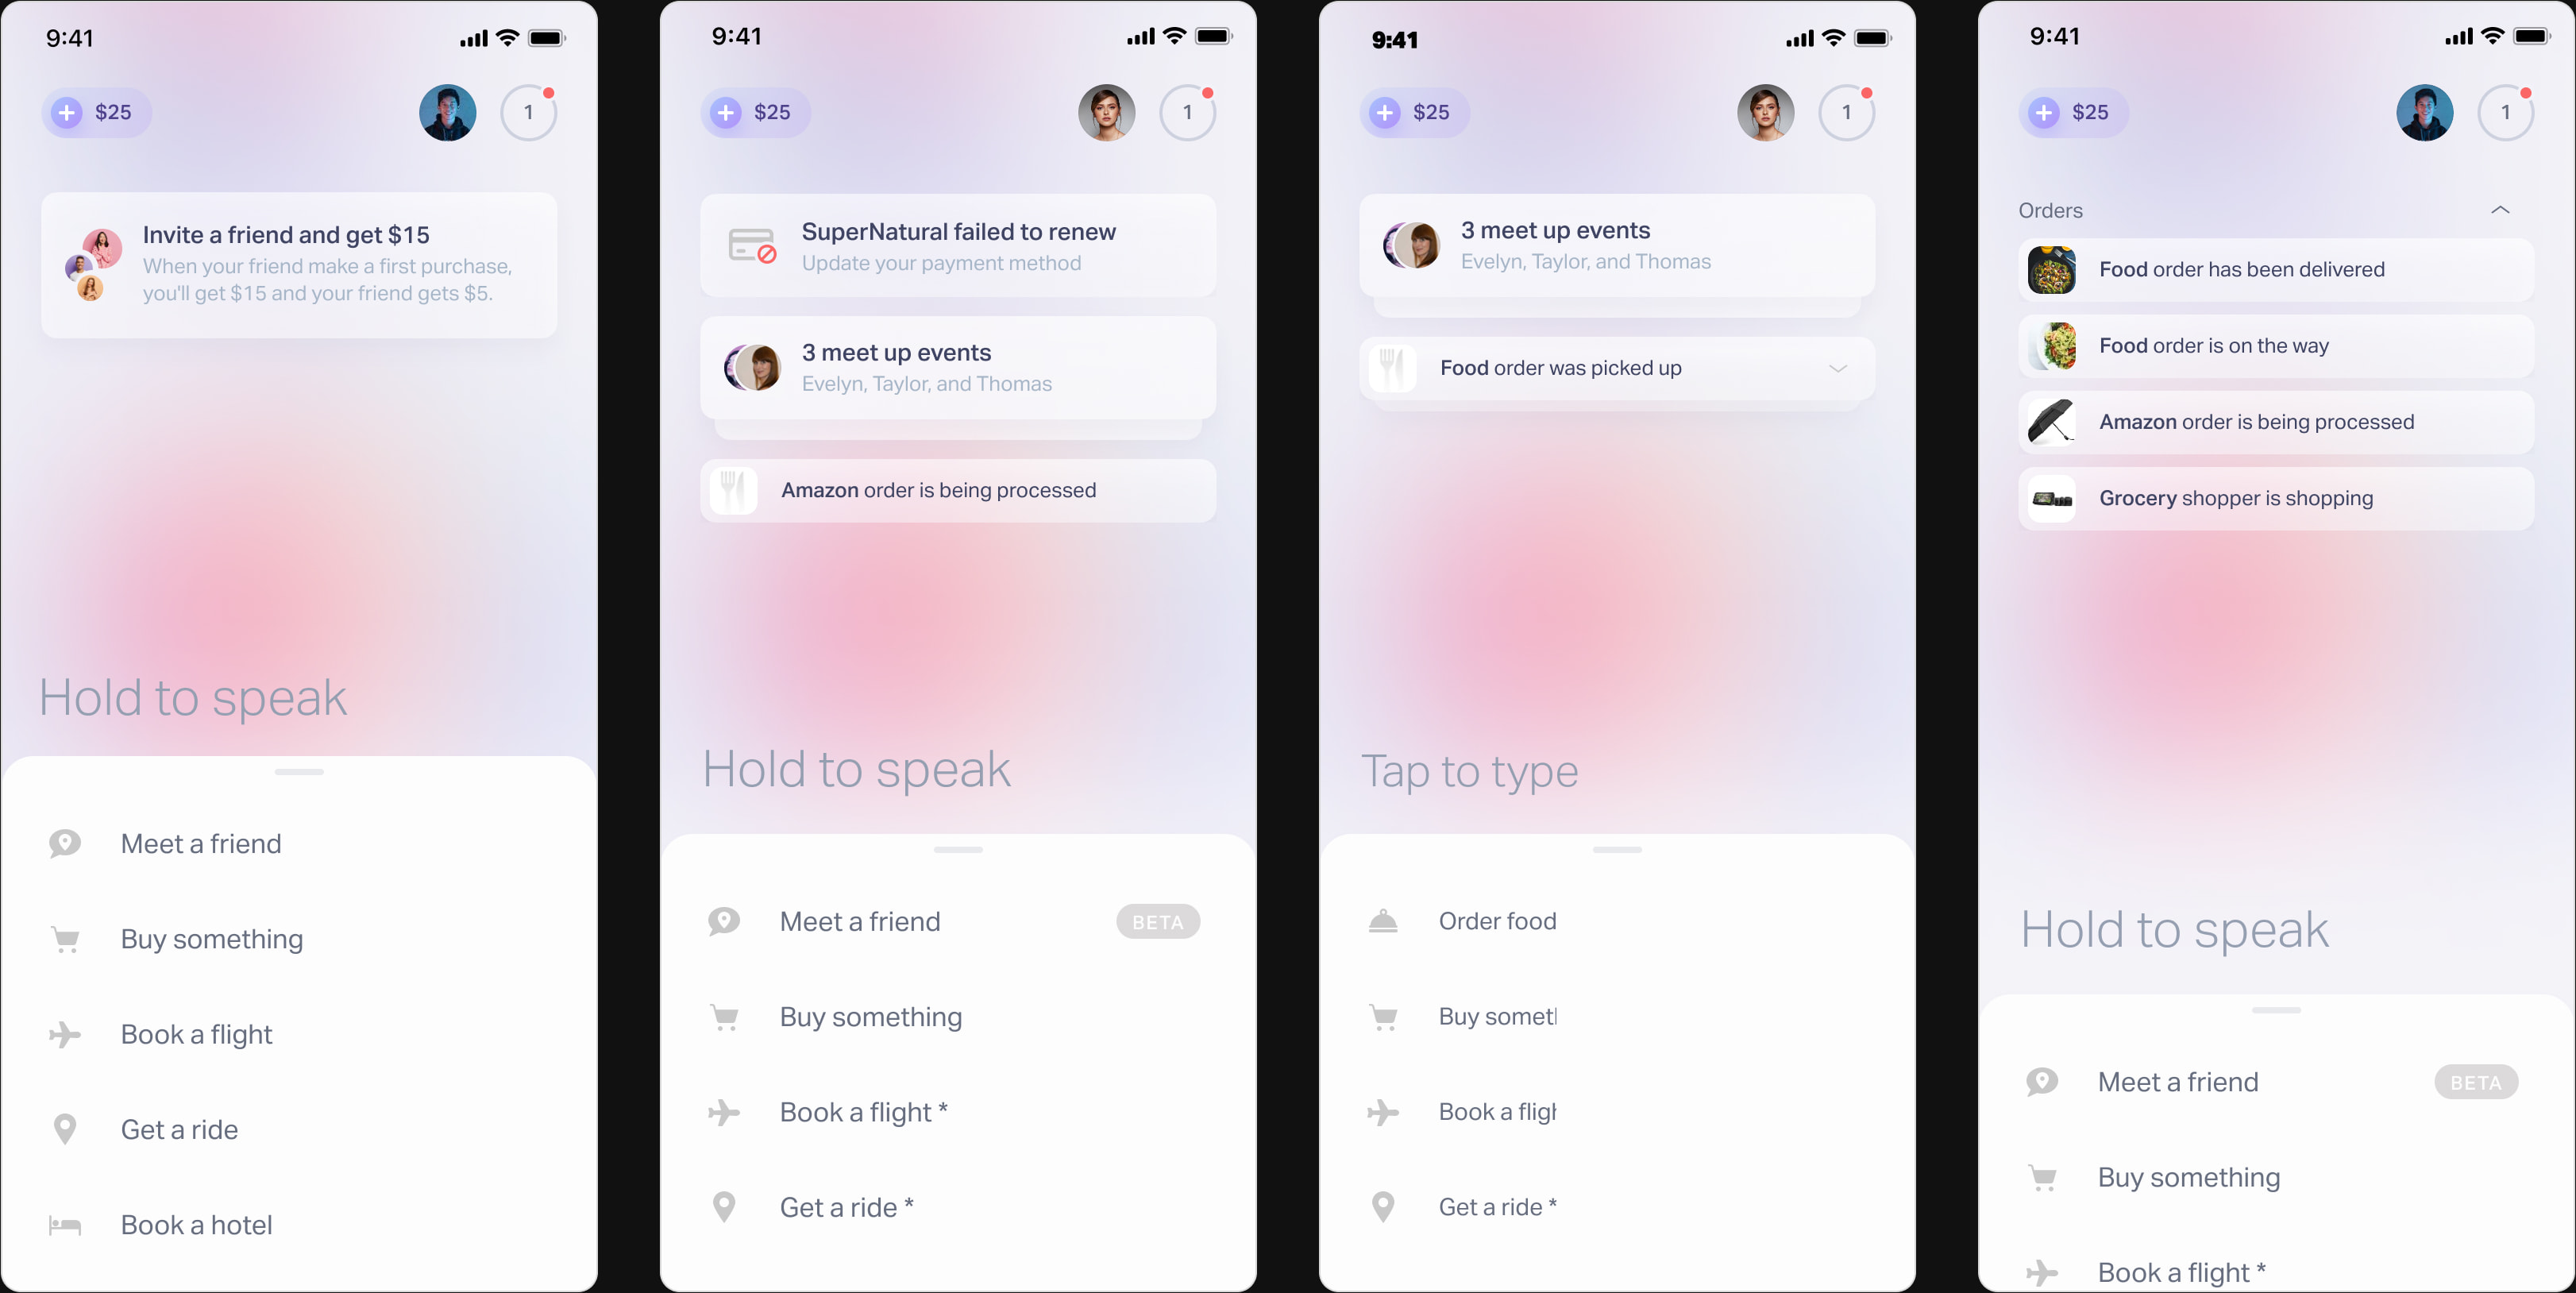 9:41
$25
1
Invite a friend and get $15
When your friend make a first purchase,
you'll get $15 and your friend gets $5.
Hold to speak
Meet a friend
Buy something
Book a flight
Get a ride
Book a hotel
9:41
$25
1
SuperNatural failed to renew
Update your payment method
3 meet up events
Evelyn, Taylor, and Thomas
Amazon order is being processed
Hold to speak
Meet a friend BETA
Buy something
Book a flight *
Get a ride *
9:41
$25
1
3 meet up events
Evelyn, Taylor, and Thomas
Food order was picked up
Tap to type
Order food
Buy somet
Book a flig
Get a ride *
9:41
$25
1
Orders
Food order has been delivered
Food order is on the way
Amazon order is being processed
Grocery shopper is shopping
Hold to speak
Meet a friend BETA
Buy something
Book a flight *